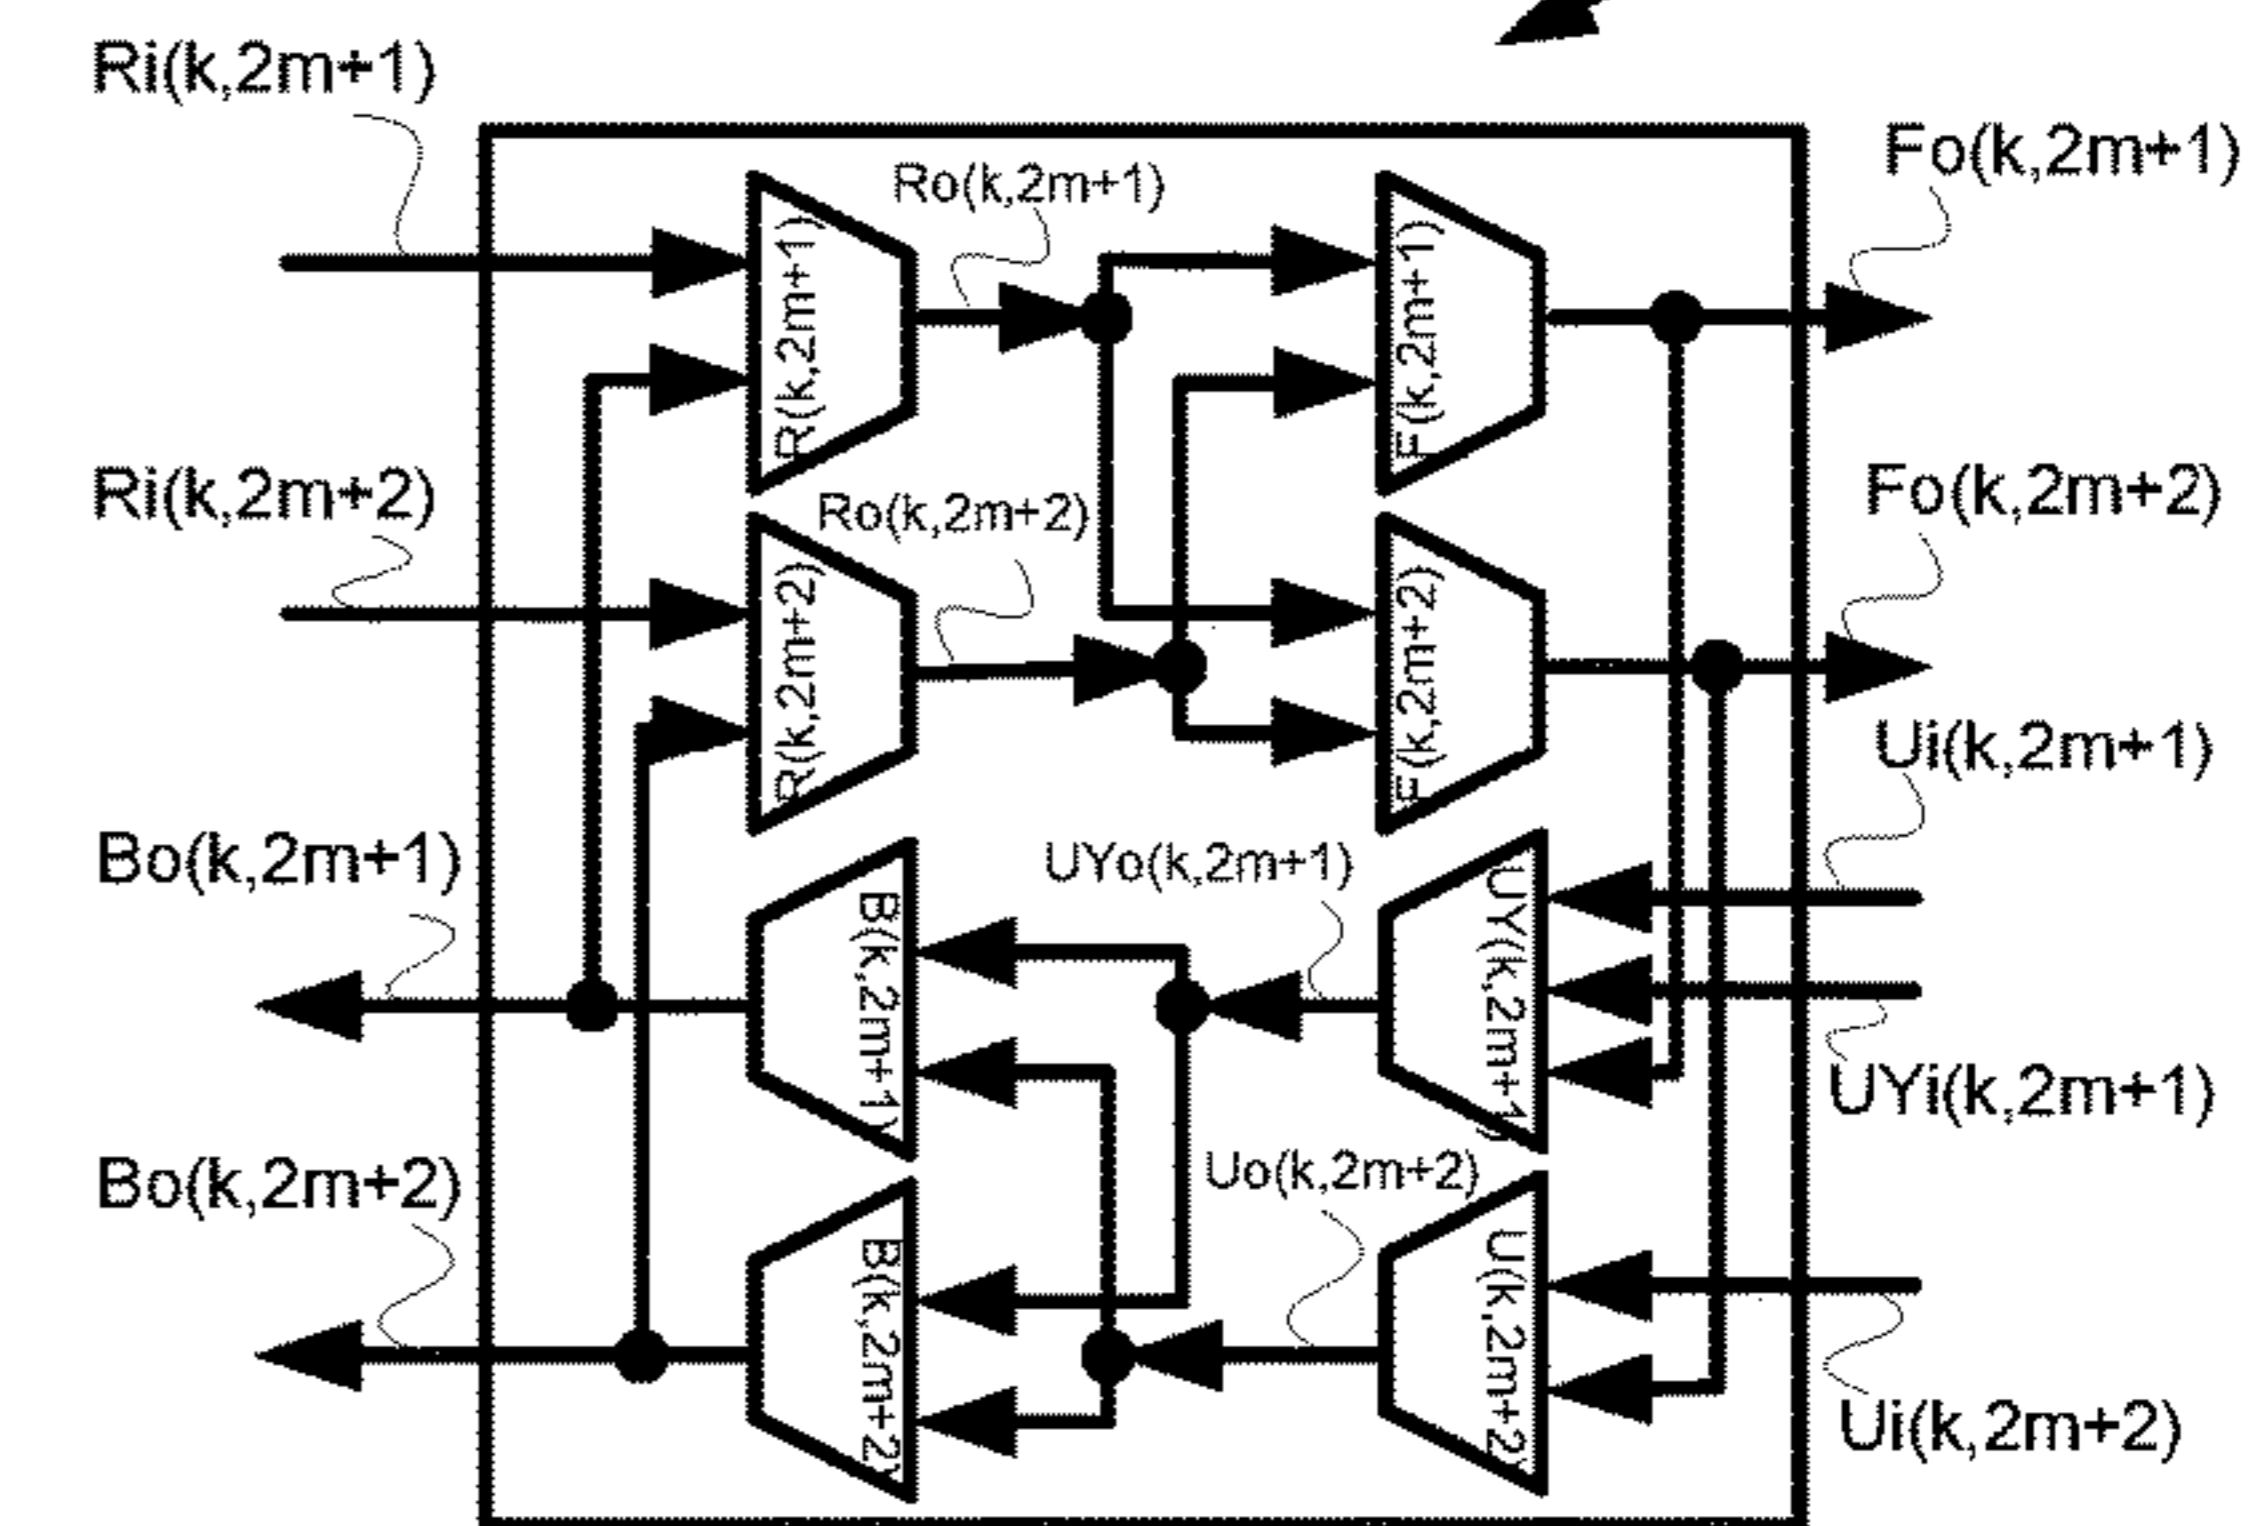 Ri(k,2m+1)
Fo(k,2m+1)
Ro(k,2m+1)
R(k,2m+1)
F(k,2m+1)
Ri(k,2m+2)
Fo(k,2m+2)
Ro(k,2m+2)
R(k,2m+2)
F(k,2m+2)
Ui(k,2m+1)
Bo(k,2m+1)
UYo(k,2m+1)
B(k,2m+1)
UY(k,2m+1)
UYi(k,2m+1)
Bo(k,2m+2)
Uo(k,2m+2)
B(k,2m+2)
U(k,2m+2)
Ui(k,2m+2)